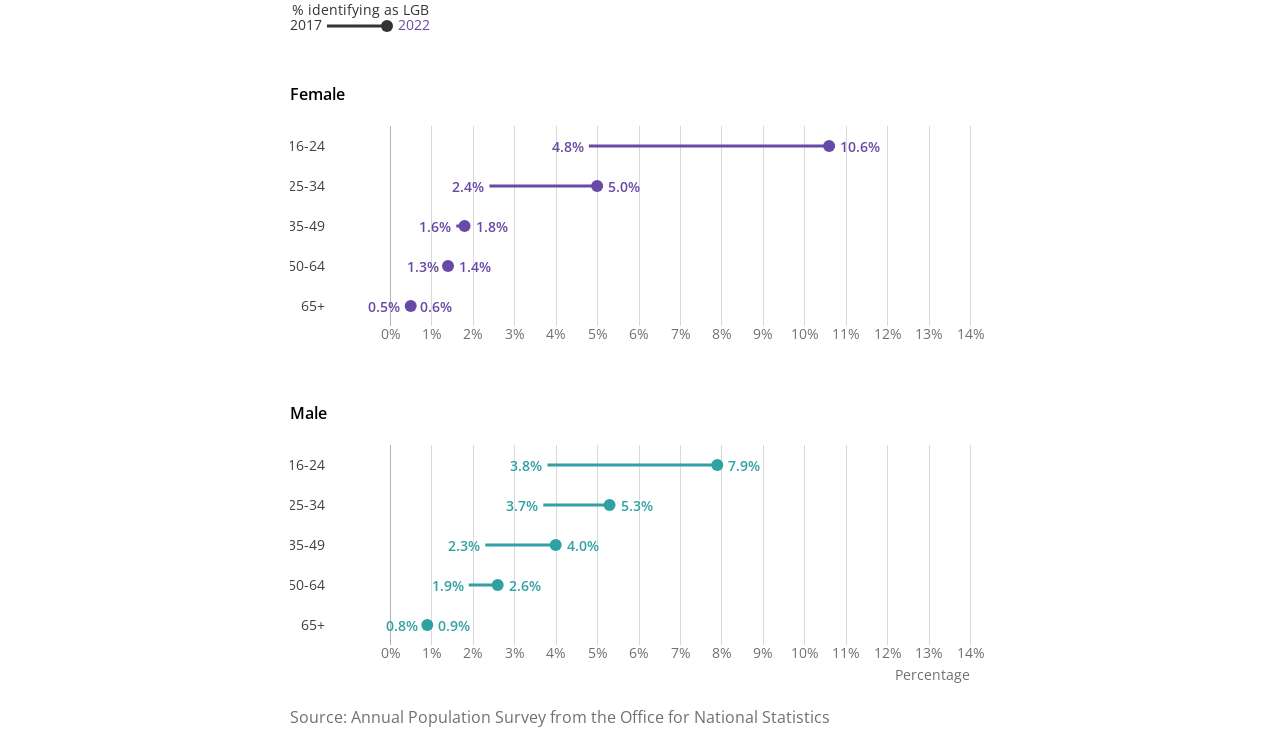 % identifying as LGB
2017 2022
Female
16-24 4.8% 10.6%
25-34 2.4% 5.0%
35-49 1.6% 1.8%
50-64 1.3% 1.4%
65+ 0.5% 0.6%
0% 1% 2% 3% 4% 5% 6% 7% 8% 9% 10% 11% 12% 13% 14%
Male
16-24 3.8% 7.9%
25-34 3.7% 5.3%
35-49 2.3% 4.0%
50-64 1.9% 2.6%
65+ 0.8% 0.9%
0% 1% 2% 3% 4% 5% 6% 7% 8% 9% 10% 11% 12% 13% 14%
Percentage
Source: Annual Population Survey from the Office for National Statistics